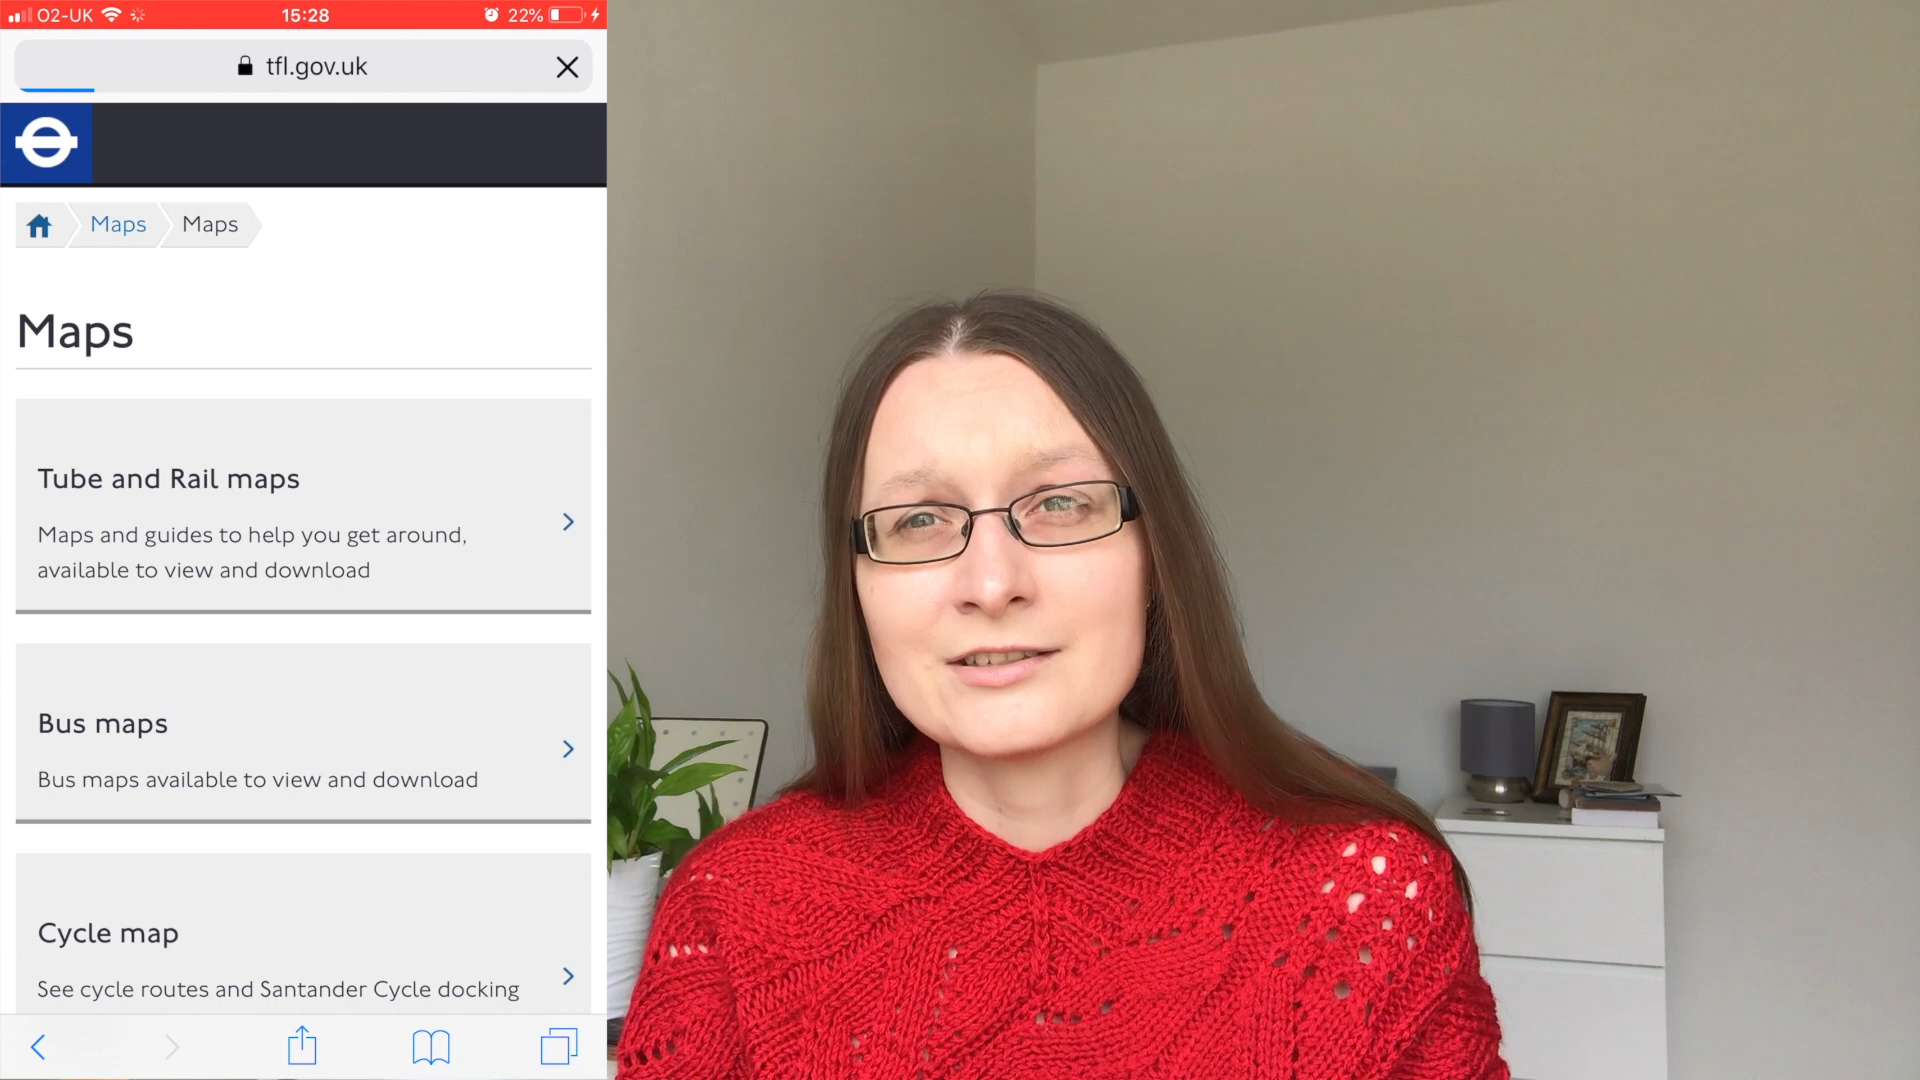 O2-UK 15:28 22%
tfl.gov.uk
Maps Maps
Maps
Tube and Rail maps
Maps and guides to help you get around,
available to view and download
Bus maps
Bus maps available to view and download
Cycle map
See cycle routes and Santander Cycle docking